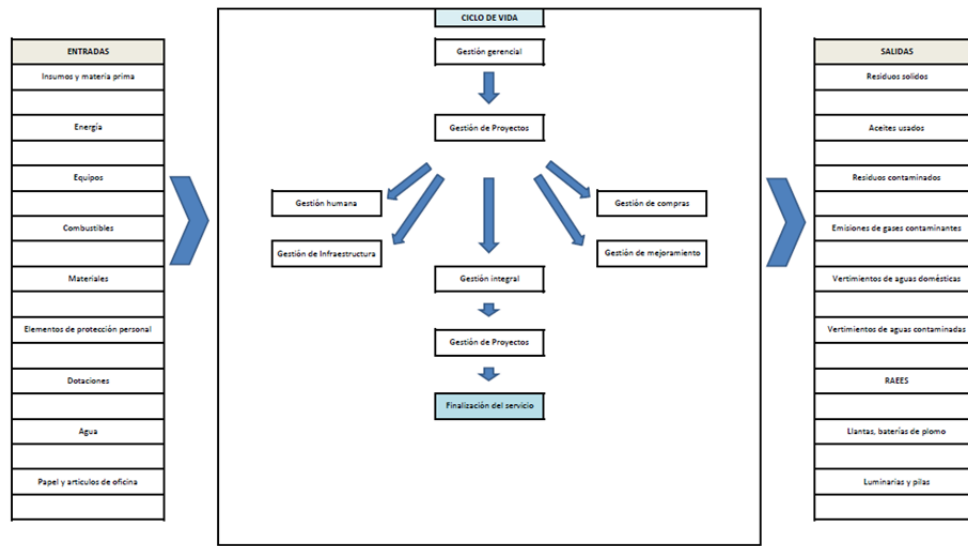 ENTRADAS
Insumos y materia prima
Energía
Equipos
Combustibles
Materiales
Elementos de protección personal
Dotaciones
Agua
Papel y articulos de oficina
CICLO DE VIDA
Gestión gerencial
Gestión de Proyectos
Gestión humana
Gestión de compras
Gestión de Infraestructura
Gestión de mejoramiento
Gestión integral
Gestión de Proyectos
Finalización del servicio
SALIDAS
Residuos solidos
Aceites usados
Residuos contaminados
Emisiones de gases contaminantes
Vertimientos de aguas domésticas
Vertimientos de aguas contaminadas
RAEES
Llantas, baterías de plomo
Luminarias y pilas